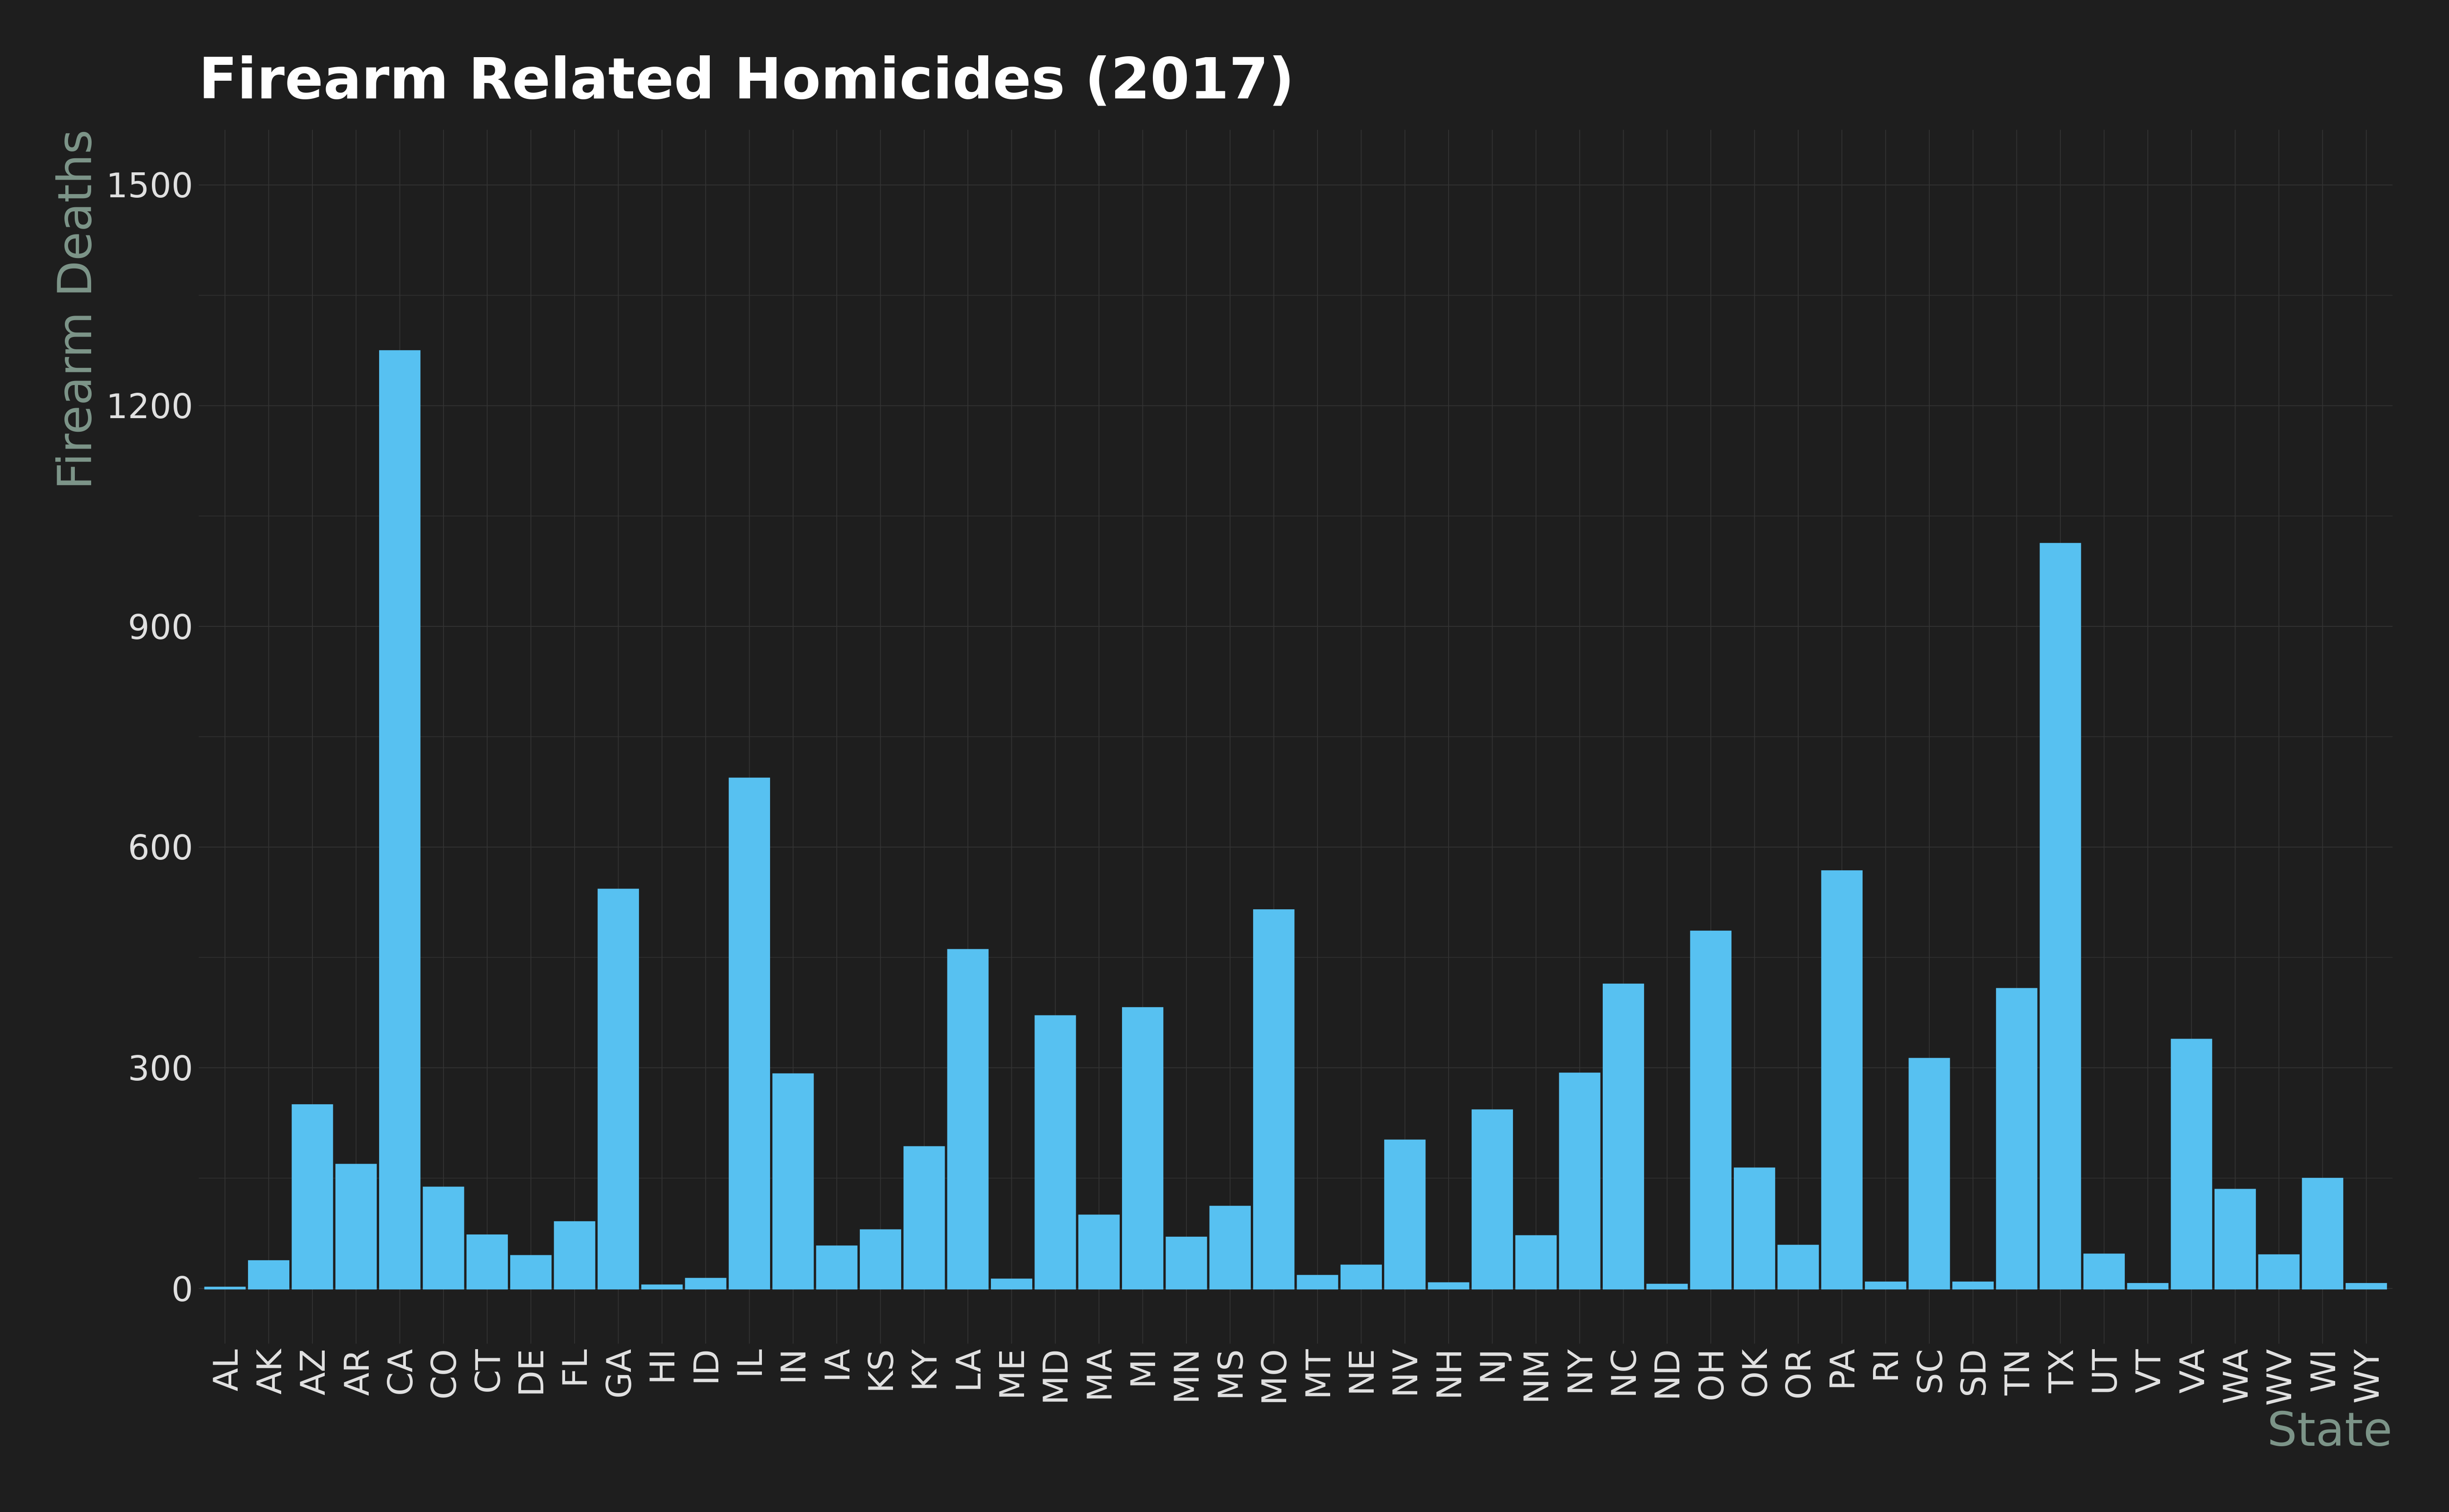 Firearm Related Homicides (2017)
Firearm Deaths
1500
1200
900
600
300
0
AL AK AZ AR CA CO CT DE FL GA HI ID IL IN IA KS KY LA ME MD MA MI MN MS MO MT NE NV NH NJ NM NY NC ND OH OK OR PA RI SC SD TN TX UT VT VA WA WV WI WY
State